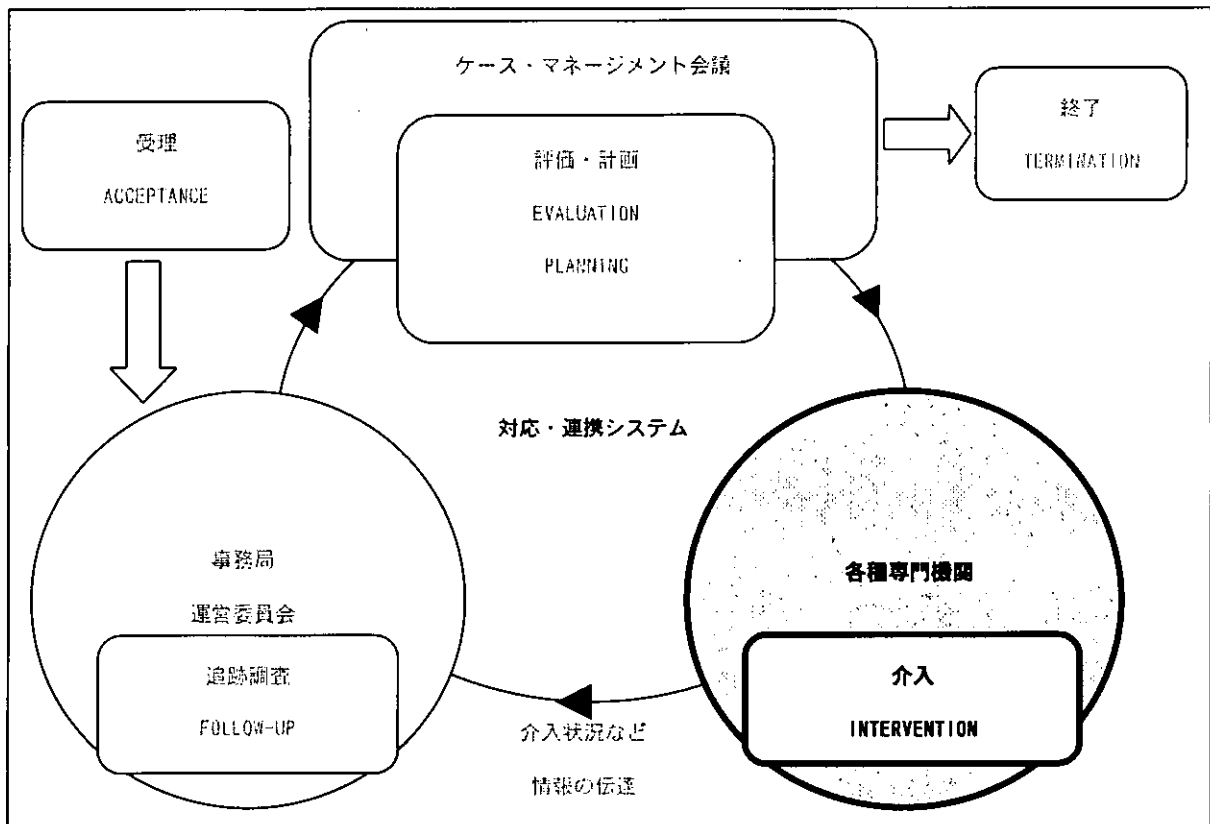 ケース・マネージメント会議
受理
ACCEPTANCE
評価・計画
EVALUATION
PLANNING
終了
TERMINATION
対応・連携システム
事務局
運営委員会
追跡調査
FOLLOW-UP
各種専門機関
介入
INTERVENTION
介入状況など
情報の伝達